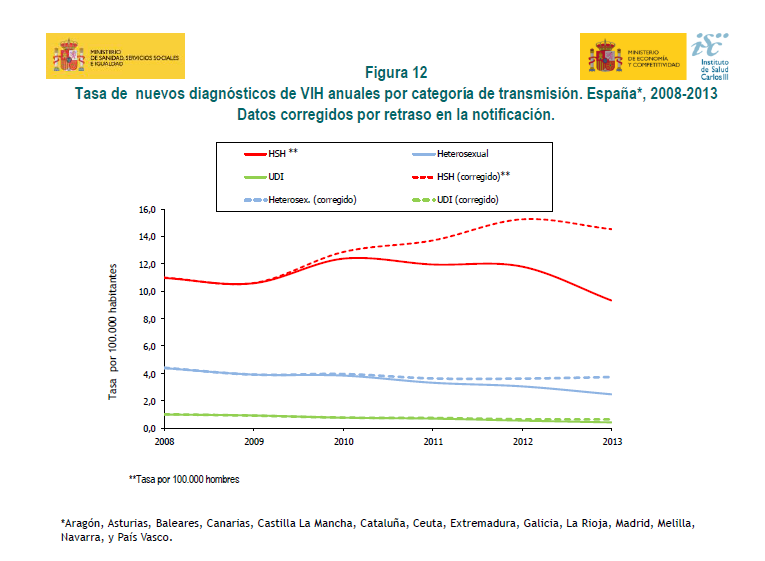 MINISTERIO
DE SANIDAD, SERVICIOS SOCIALES
E IGUALDAD
MINISTERIO
DE ECONOMÍA
Y COMPETITIVIDAD
Instituto
de Salud
Carlos III
Figura 12
Tasa de nuevos diagnósticos de VIH anuales por categoría de transmisión. España*, 2008-2013
Datos corregidos por retraso en la notificación.
HSH ** Heterosexual
UDI HSH (corregido)**
Heterosex. (corregido) UDI (corregido)
Tasa por 100.000 habitantes
16,0
14,0
12,0
10,0
8,0
6,0
4,0
2,0
0,0
2008 2009 2010 2011 2012 2013
**Tasa por 100.000 hombres
*Aragón, Asturias, Baleares, Canarias, Castilla La Mancha, Cataluña, Ceuta, Extremadura, Galicia, La Rioja, Madrid, Melilla,
Navarra, y País Vasco.